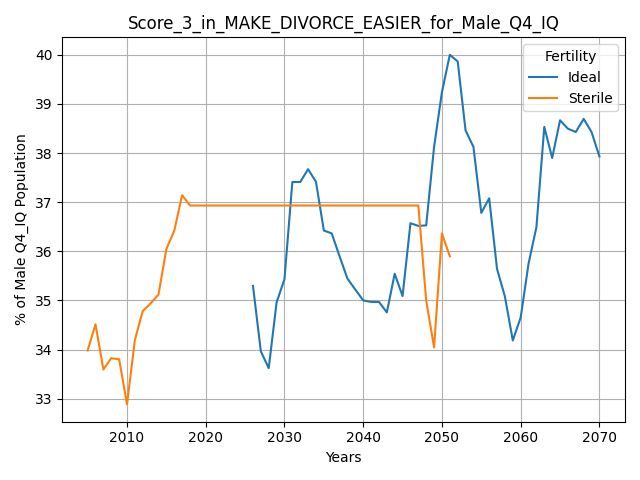 Score_3_in_MAKE_DIVORCE_EASIER_for_Male_Q4_IQ
Fertility
Ideal
Sterile
% of Male Q4_IQ Population
40
39
38
37
36
35
34
33
2010 2020 2030 2040 2050 2060 2070
Years